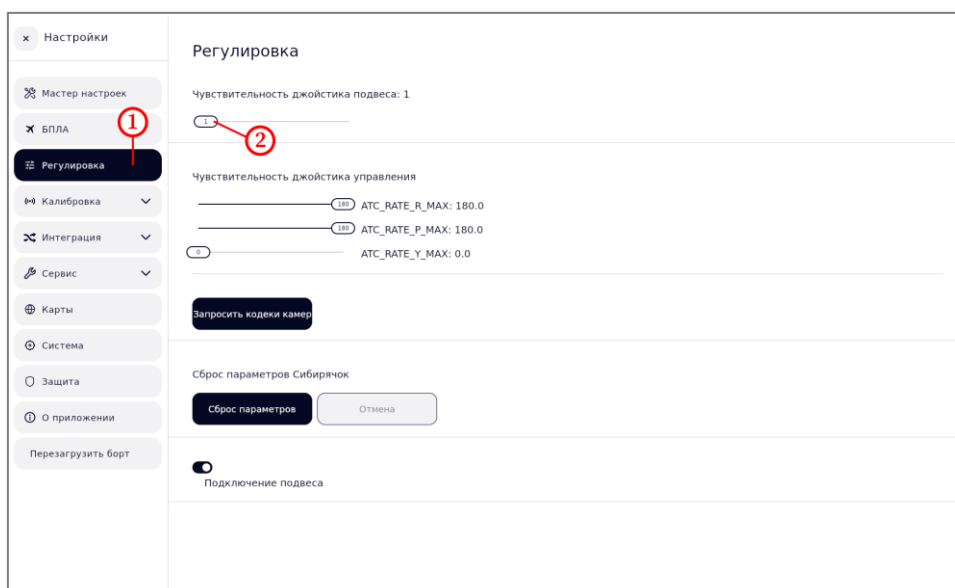 × Настройки
Мастер настроек
БПЛА
1
Регулировка
Калибровка
Интеграция
Сервис
Карты
Система
Защита
О приложении
Перезагрузить борт
Регулировка
Чувствительность джойстика подвеса: 1
1
2
Чувствительность джойстика управления
180 ATC_RATE_R_MAX: 180.0
180 ATC_RATE_P_MAX: 180.0
0 ATC_RATE_Y_MAX: 0.0
Запросить кодеки камер
Сброс параметров Сибирячок
Сброс параметров Отмена
Подключение подвеса